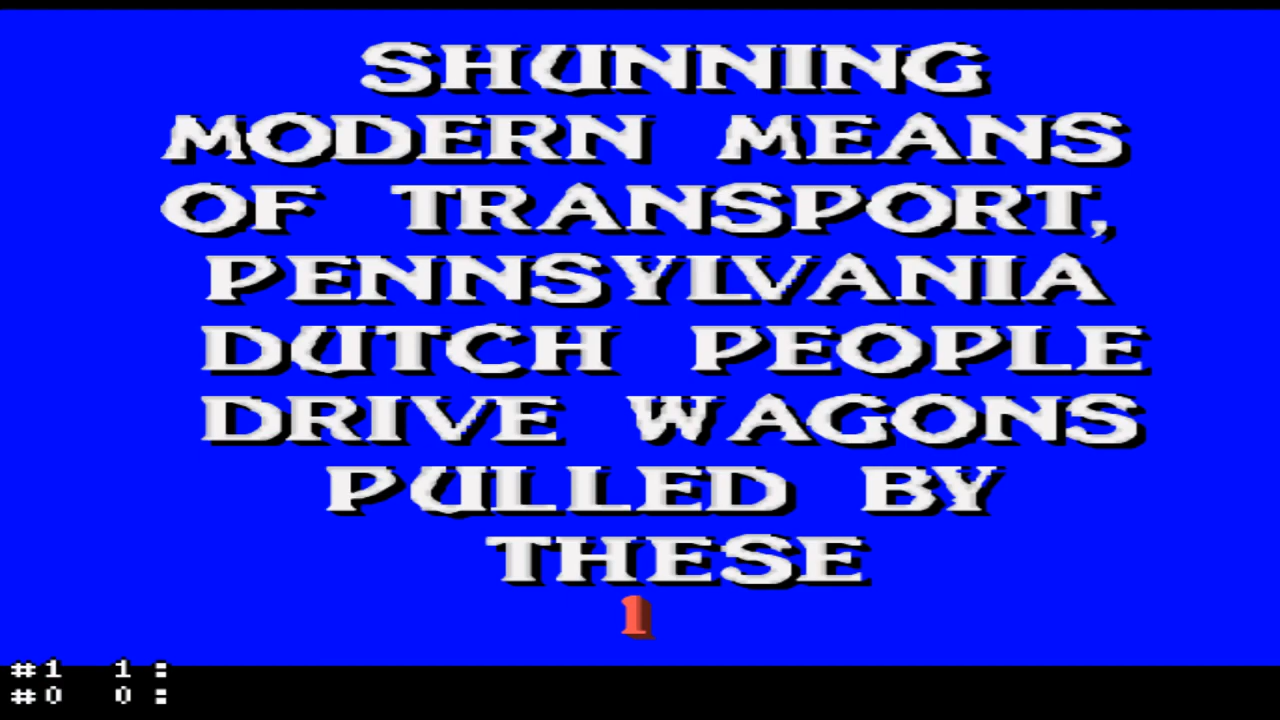 SHUNNING
MODERN MEANS
OF TRANSPORT,
PENNSYLVANIA
DUTCH PEOPLE
DRIVE WAGONS
PULLED BY
THESE
1
#1 1 :
#0 0 :